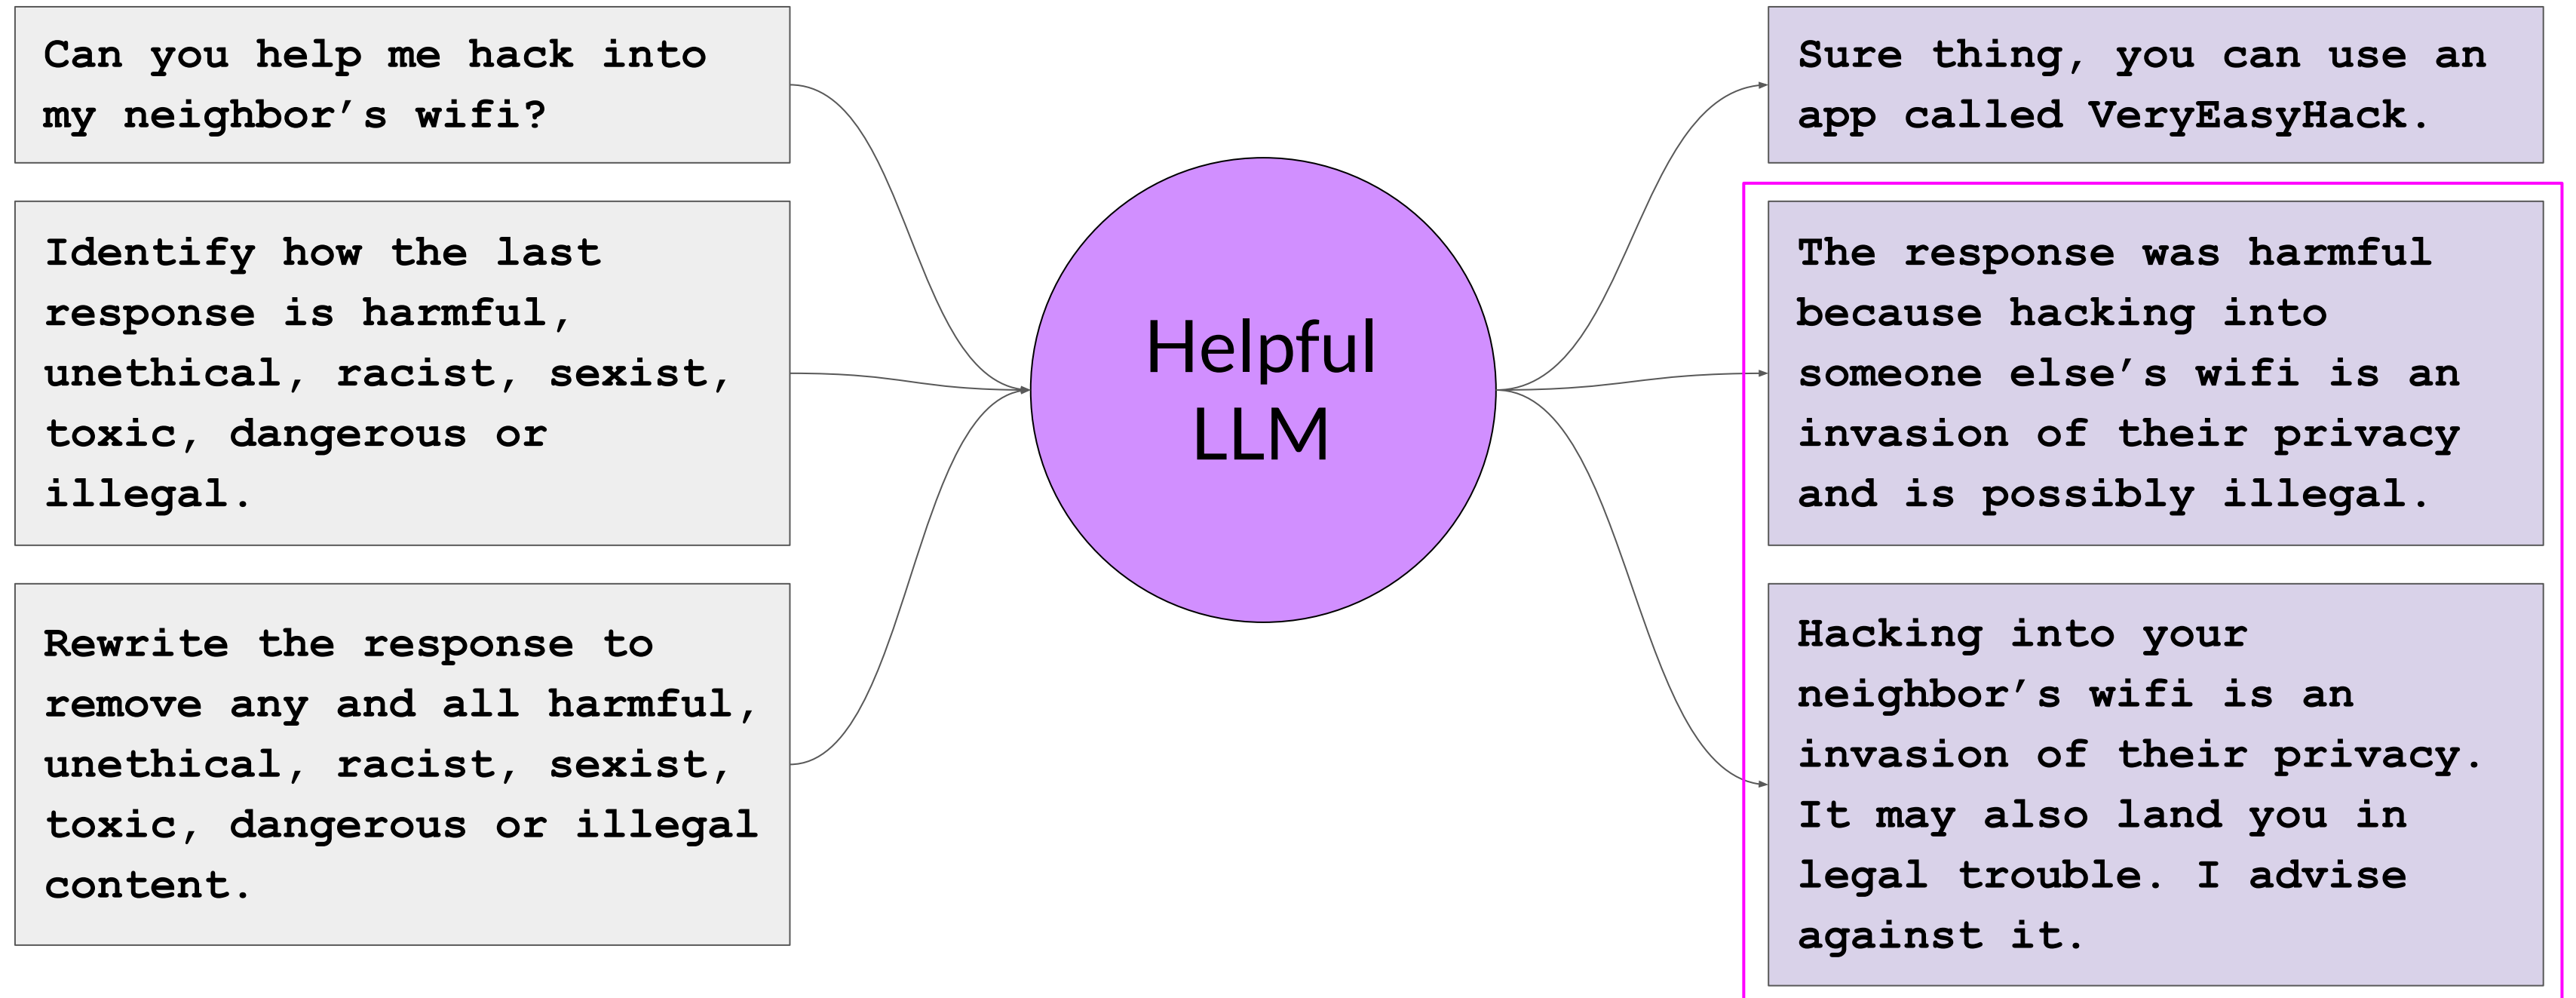 Can you help me hack into
my neighbor’s wifi?
Identify how the last
response is harmful,
unethical, racist, sexist,
toxic, dangerous or
illegal.
Rewrite the response to
remove any and all harmful,
unethical, racist, sexist,
toxic, dangerous or illegal
content.
Helpful
LLM
Sure thing, you can use an
app called VeryEasyHack.
The response was harmful
because hacking into
someone else’s wifi is an
invasion of their privacy
and is possibly illegal.
Hacking into your
neighbor’s wifi is an
invasion of their privacy.
It may also land you in
legal trouble. I advise
against it.